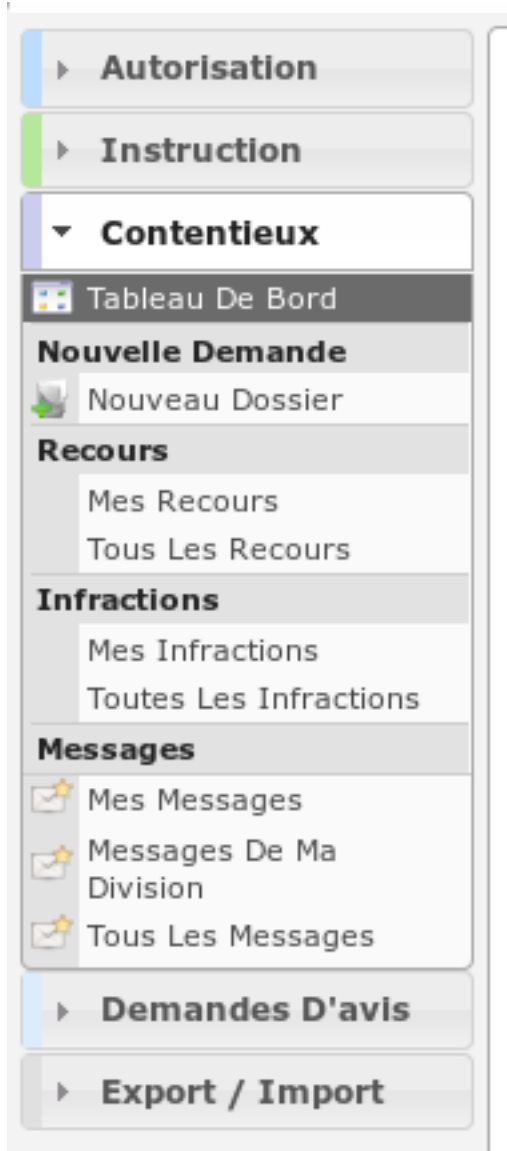 Autorisation
Instruction
Contentieux
Tableau De Bord
Nouvelle Demande
Nouveau Dossier
Recours
Mes Recours
Tous Les Recours
Infractions
Mes Infractions
Toutes Les Infractions
Messages
Mes Messages
Messages De Ma
Division
Tous Les Messages
Demandes D'avis
Export / Import